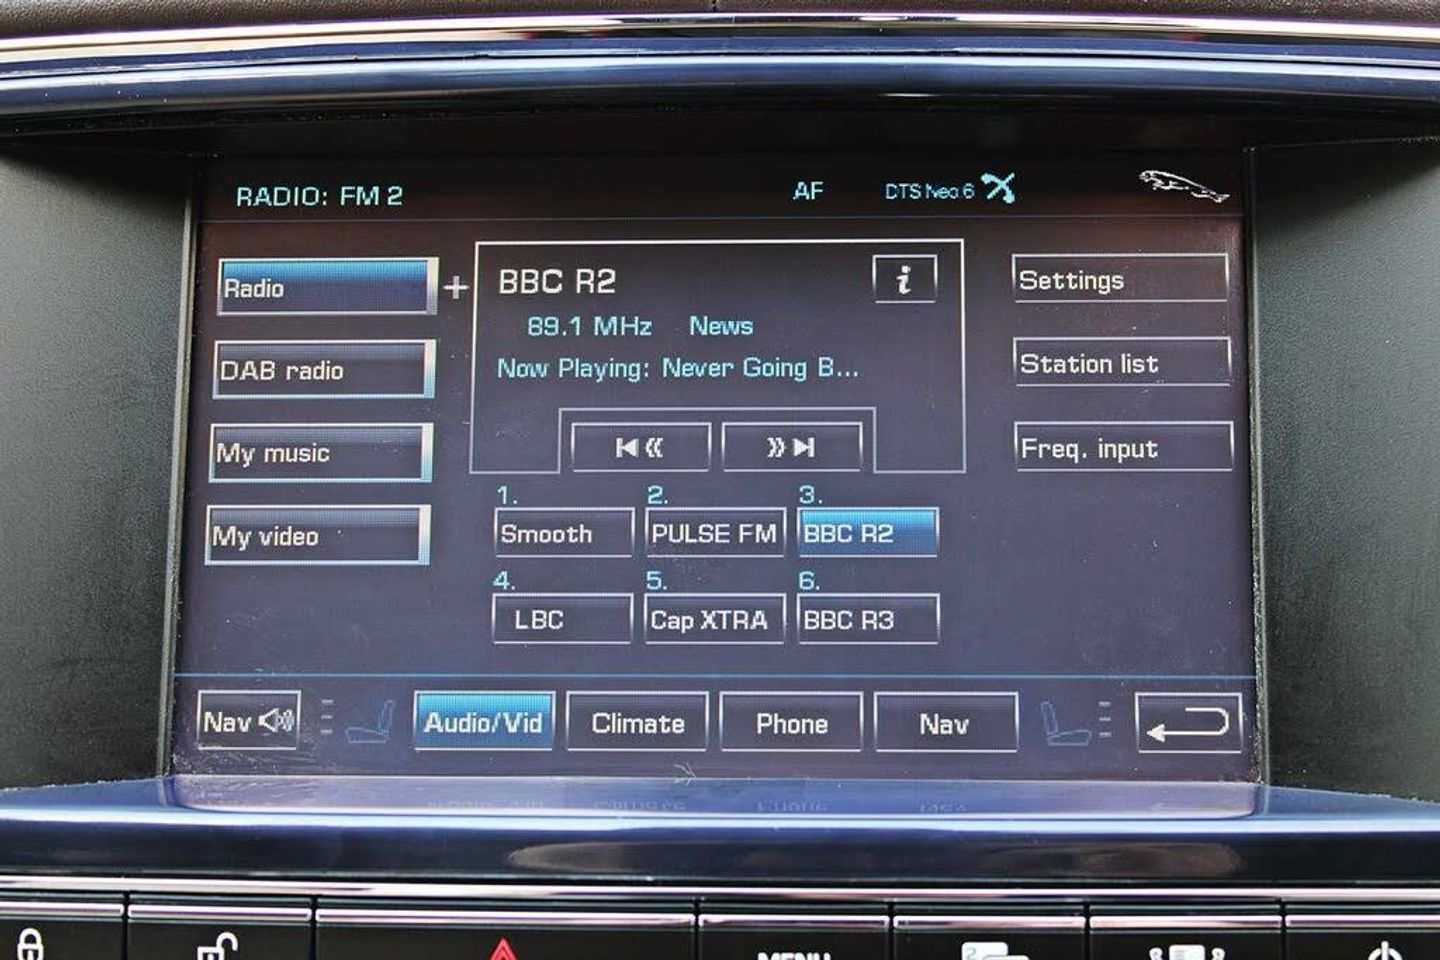 RADIO: FM 2
AF
DTS Neo:6
Radio
+
BBC R2
i
89.1 MHz News
Now Playing: Never Going B...
Settings
DAB radio
Station list
My music
Freq. input
My video
1.
2.
3.
Smooth
PULSE FM
BBC R2
4.
5.
6.
LBC
Cap XTRA
BBC R3
Nav
Audio/Vid
Climate
Phone
Nav
MENU